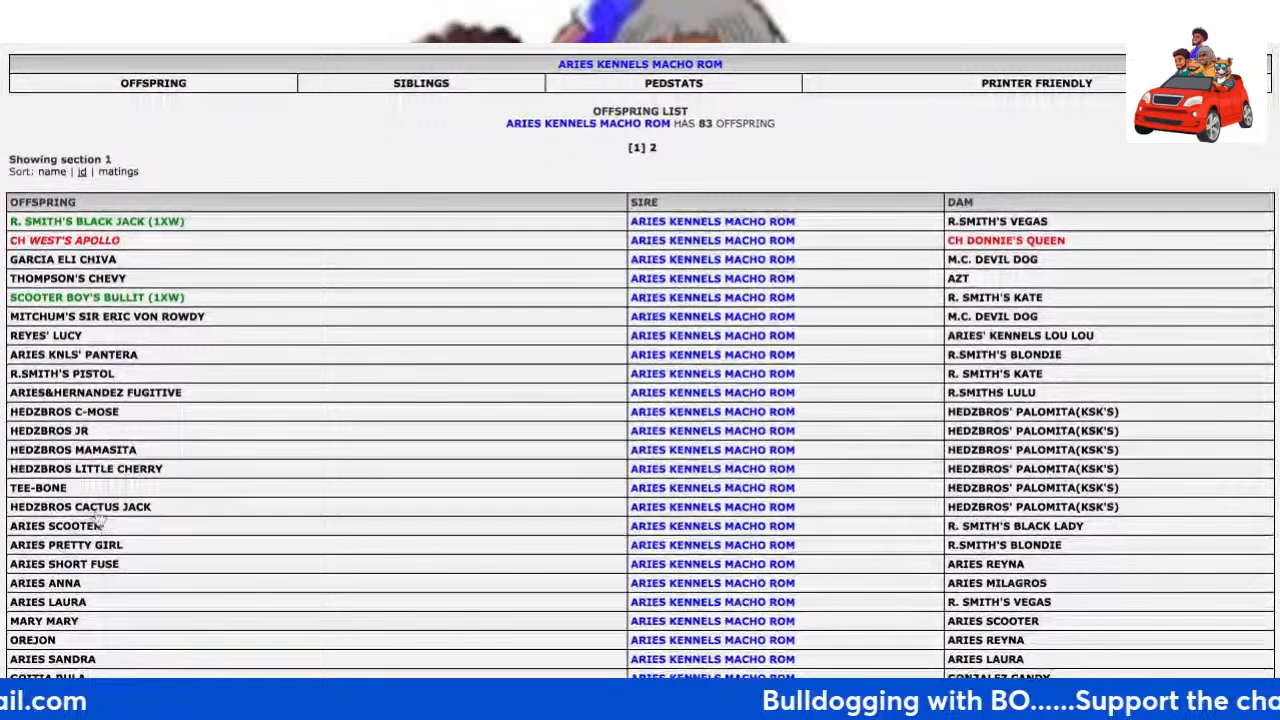 ARIES KENNELS MACHO ROM
OFFSPRING SIBLINGS PEDSTATS PRINTER FRIENDLY
OFFSPRING LIST
ARIES KENNELS MACHO ROM HAS 83 OFFSPRING
[1] 2
Showing section 1
Sort: name | id | matings
OFFSPRING SIRE DAM
R. SMITH'S BLACK JACK (1XW) ARIES KENNELS MACHO ROM R.SMITH'S VEGAS
CH WEST'S APOLLO ARIES KENNELS MACHO ROM CH DONNIE'S QUEEN
GARCIA ELI CHIVA ARIES KENNELS MACHO ROM M.C. DEVIL DOG
THOMPSON'S CHEVY ARIES KENNELS MACHO ROM AZT
SCOOTER BOY'S BULLIT (1XW) ARIES KENNELS MACHO ROM R. SMITH'S KATE
MITCHUM'S SIR ERIC VON ROWDY ARIES KENNELS MACHO ROM M.C. DEVIL DOG
REYES' LUCY ARIES KENNELS MACHO ROM ARIES' KENNELS LOU LOU
ARIES KNLS' PANTERA ARIES KENNELS MACHO ROM R.SMITH'S BLONDIE
R.SMITH'S PISTOL ARIES KENNELS MACHO ROM R. SMITH'S KATE
ARIES&HERNANDEZ FUGITIVE ARIES KENNELS MACHO ROM R.SMITHS LULU
HEDZBROS C-MOSE ARIES KENNELS MACHO ROM HEDZBROS' PALOMITA(KSK'S)
HEDZBROS JR ARIES KENNELS MACHO ROM HEDZBROS' PALOMITA(KSK'S)
HEDZBROS MAMASITA ARIES KENNELS MACHO ROM HEDZBROS' PALOMITA(KSK'S)
HEDZBROS LITTLE CHERRY ARIES KENNELS MACHO ROM HEDZBROS' PALOMITA(KSK'S)
TEE-BONE ARIES KENNELS MACHO ROM HEDZBROS' PALOMITA(KSK'S)
HEDZBROS CACTUS JACK ARIES KENNELS MACHO ROM HEDZBROS' PALOMITA(KSK'S)
ARIES SCOOTER ARIES KENNELS MACHO ROM R. SMITH'S BLACK LADY
ARIES PRETTY GIRL ARIES KENNELS MACHO ROM R.SMITH'S BLONDIE
ARIES SHORT FUSE ARIES KENNELS MACHO ROM ARIES REYNA
ARIES ANNA ARIES KENNELS MACHO ROM ARIES MILAGROS
ARIES LAURA ARIES KENNELS MACHO ROM R. SMITH'S VEGAS
MARY MARY ARIES KENNELS MACHO ROM ARIES SCOOTER
OREJON ARIES KENNELS MACHO ROM ARIES REYNA
ARIES SANDRA ARIES KENNELS MACHO ROM ARIES LAURA
ail.com Bulldogging with BO......Support the cha